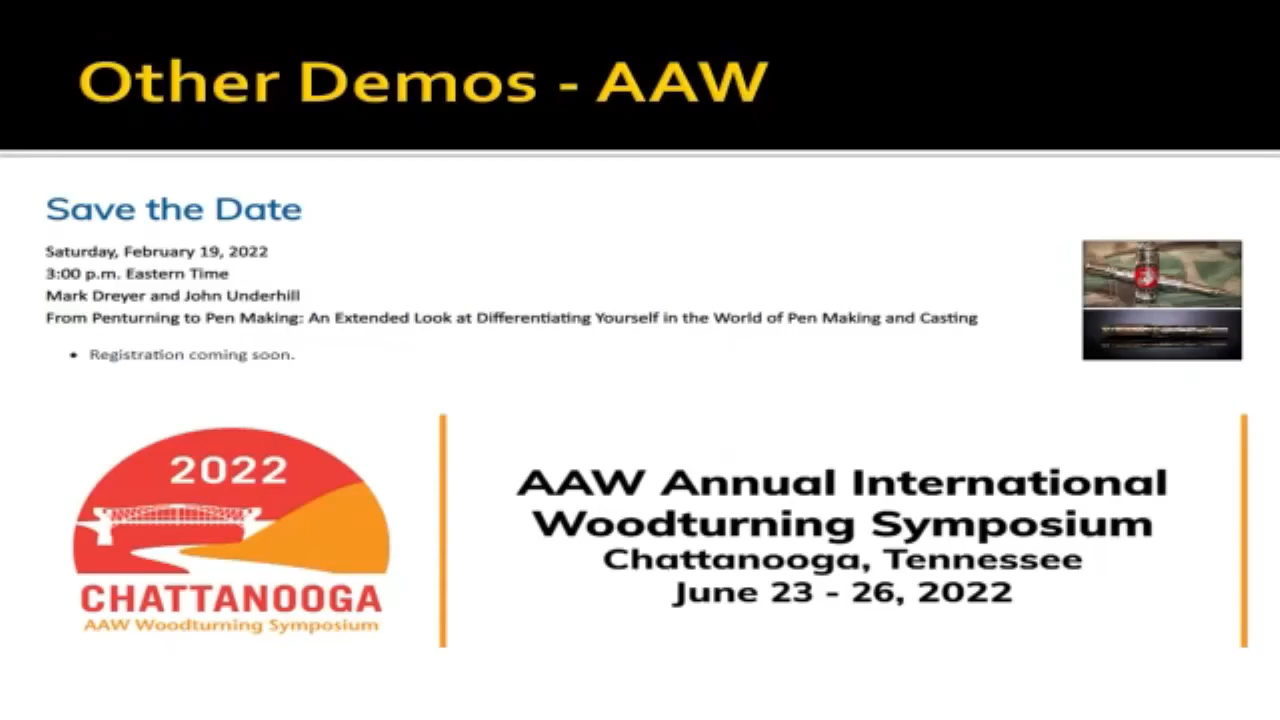 Other Demos - AAW
Save the Date
Saturday, February 19, 2022
3:00 p.m. Eastern Time
Mark Dreyer and John Underhill
From Penturning to Pen Making: An Extended Look at Differentiating Yourself in the World of Pen Making and Casting
• Registration coming soon.
2022
CHATTANOOGA
AAW Woodturning Symposium
AAW Annual International
Woodturning Symposium
Chattanooga, Tennessee
June 23 - 26, 2022